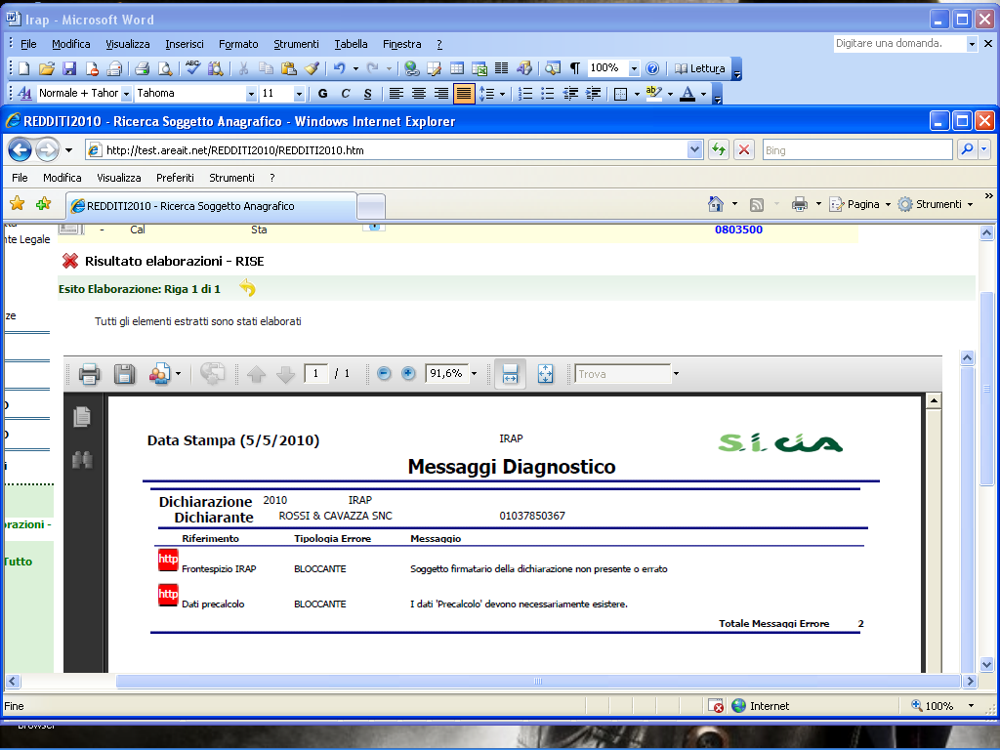 Irap - Microsoft Word
File Modifica Visualizza Inserisci Formato Strumenti Tabella Finestra ? Digitare una domanda.
ABC 100% Lettura
Normale + Tahor Tahoma 11 G C S ab A
REDDITI2010 - Ricerca Soggetto Anagrafico - Windows Internet Explorer
http://test.areait.net/REDDITI2010/REDDITI2010.htm Bing
File Modifica Visualizza Preferiti Strumenti ?
REDDITI2010 - Ricerca Soggetto Anagrafico Pagina Strumenti
- Cal Sta 0803500
nte Legale
Risultato elaborazioni - RISE
Esito Elaborazione: Riga 1 di 1
ze
Tutti gli elementi estratti sono stati elaborati
1 / 1 91,6% Trova
Data Stampa (5/5/2010) IRAP S.i.cia
Messaggi Diagnostico
Dichiarazione 2010 IRAP
Dichiarante ROSSI & CAVAZZA SNC 01037850367
Riferimento Tipologia Errore Messaggio
http Frontespizio IRAP BLOCCANTE Soggetto firmatario della dichiarazione non presente o errato
http Dati precalcolo BLOCCANTE I dati 'Precalcolo' devono necessariamente esistere.
Totale Messaggi Errore 2
orazioni -
Tutto
Fine Internet 100%
Browser